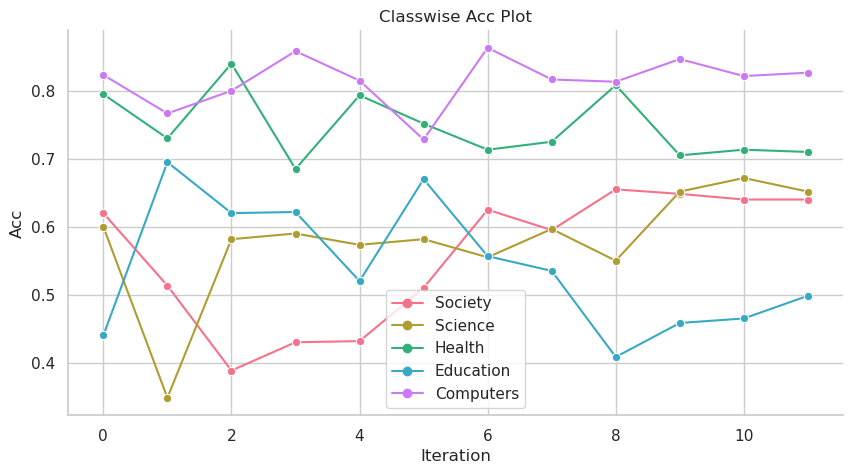 Classwise Acc Plot
Acc
0.8
0.7
0.6
0.5
0.4
Society
Science
Health
Education
Computers
0 2 4 6 8 10
Iteration